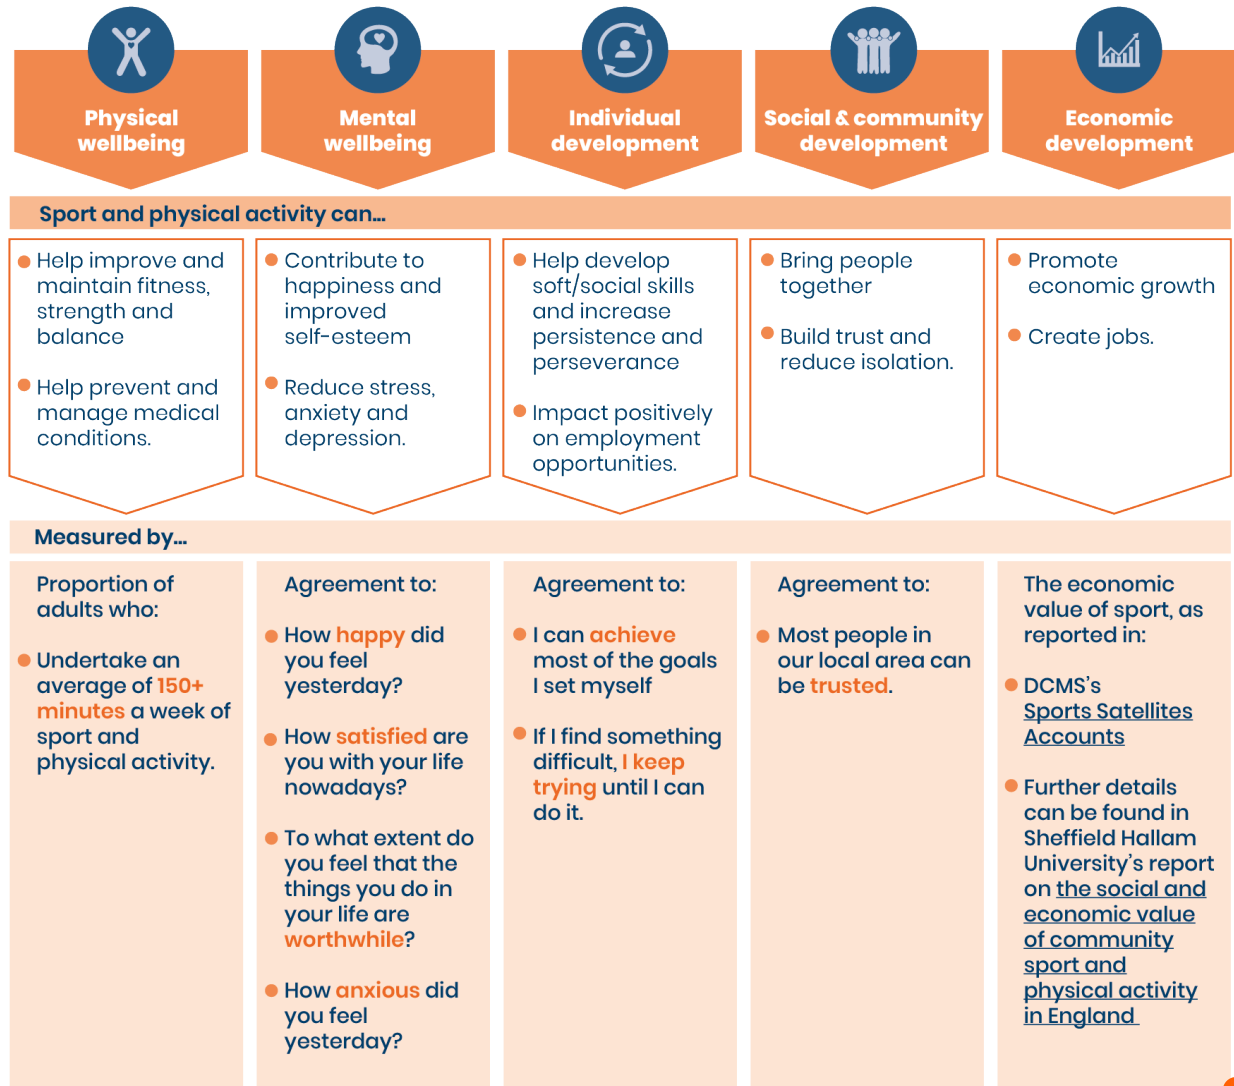 Physical
wellbeing
Mental
wellbeing
Individual
development
Social & community
development
Economic
development
Sport and physical activity can...
Help improve and
maintain fitness,
strength and
balance
Help prevent and
manage medical
conditions.
Contribute to
happiness and
improved
self-esteem
Reduce stress,
anxiety and
depression.
Help develop
soft/social skills
and increase
persistence and
perseverance
Impact positively
on employment
opportunities.
Bring people
together
Build trust and
reduce isolation.
Promote
economic growth
Create jobs.
Measured by...
Proportion of
adults who:
Undertake an
average of 150+
minutes a week of
sport and
physical activity.
Agreement to:
How happy did
you feel
yesterday?
How satisfied are
you with your life
nowadays?
To what extent do
you feel that the
things you do in
your life are
worthwhile?
How anxious did
you feel
yesterday?
Agreement to:
I can achieve
most of the goals
I set myself
If I find something
difficult, I keep
trying until I can
do it.
Agreement to:
Most people in
our local area can
be trusted.
The economic
value of sport, as
reported in:
DCMS's
Sports Satellites
Accounts
Further details
can be found in
Sheffield Hallam
University's report
on the social and
economic value
of community
sport and
physical activity
in England